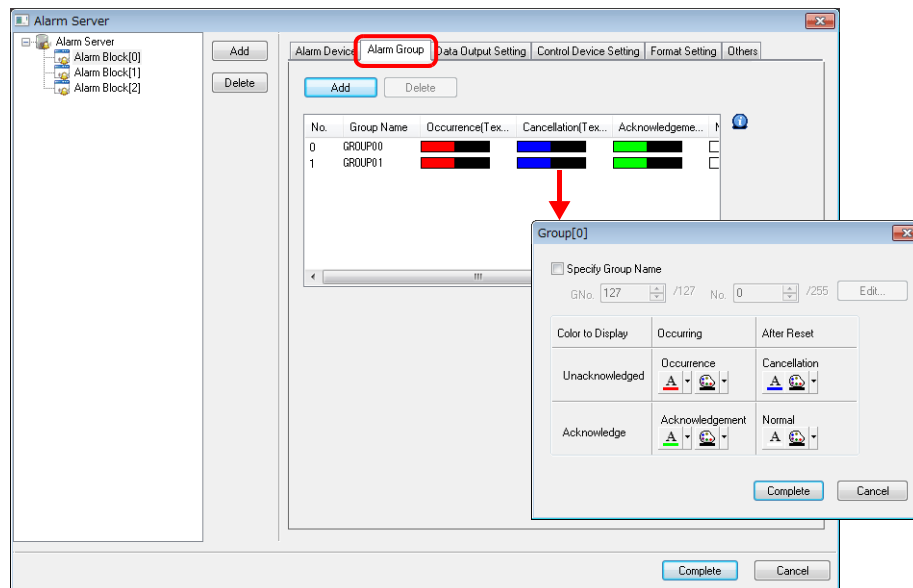 Alarm Server
Alarm Server
Alarm Block[0]
Alarm Block[1]
Alarm Block[2]
Add
Delete
Alarm Device Alarm Group Data Output Setting Control Device Setting Format Setting Others
Add Delete
No. Group Name Occurrence(Tex... Cancellation(Tex... Acknowledgeme...
0 GROUP00
1 GROUP01
Group[0]
Specify Group Name
GNo. 127 /127 No. 0 /255 Edit...
Color to Display Occurring After Reset
Unacknowledged Occurrence Cancellation
A A
Acknowledge Acknowledgement Normal
A A
Complete Cancel
Complete Cancel